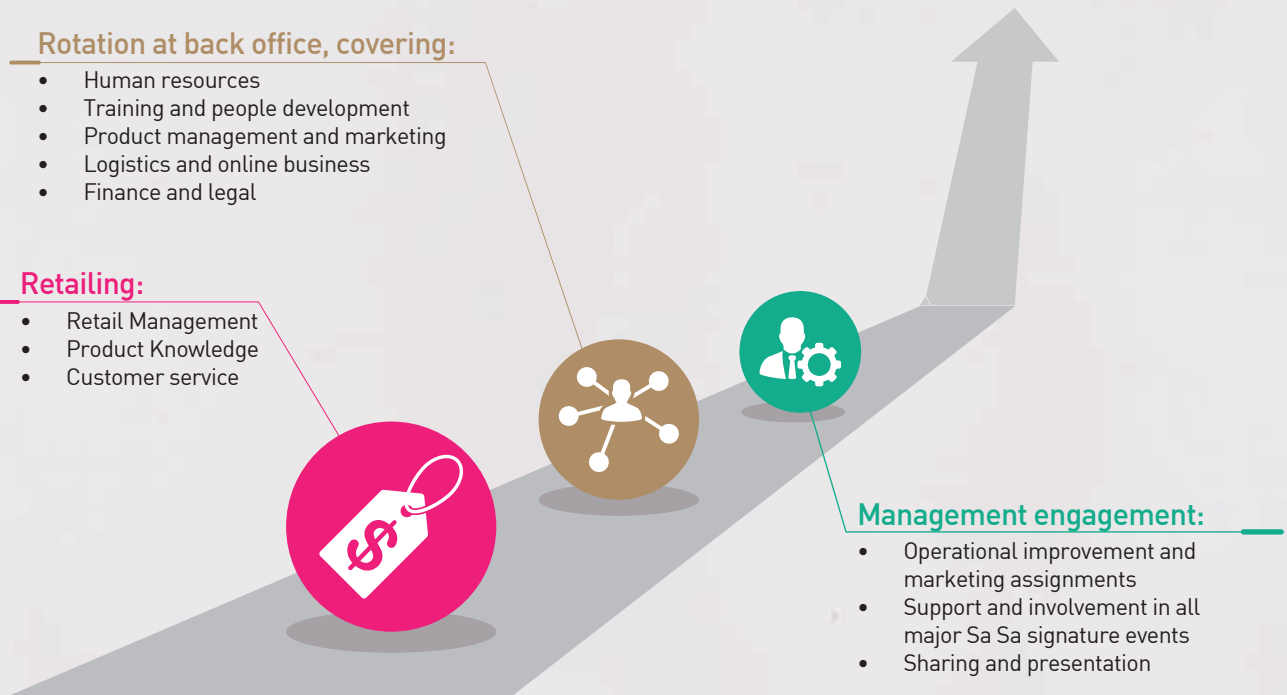 Rotation at back office, covering:
• Human resources
• Training and people development
• Product management and marketing
• Logistics and online business
• Finance and legal
Retailing:
• Retail Management
• Product Knowledge
• Customer service
$
Management engagement:
• Operational improvement and
marketing assignments
• Support and involvement in all
major Sa Sa signature events
• Sharing and presentation